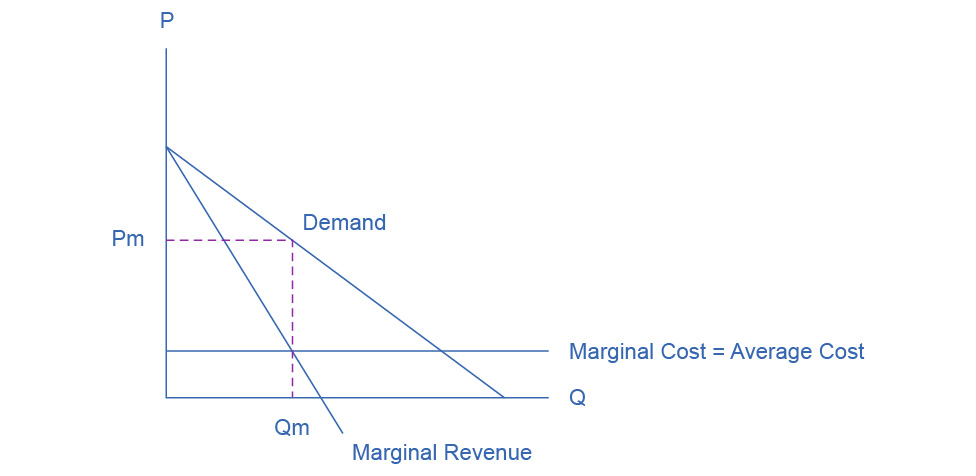 P
Demand
Pm
Marginal Cost = Average Cost
Q
Qm
Marginal Revenue